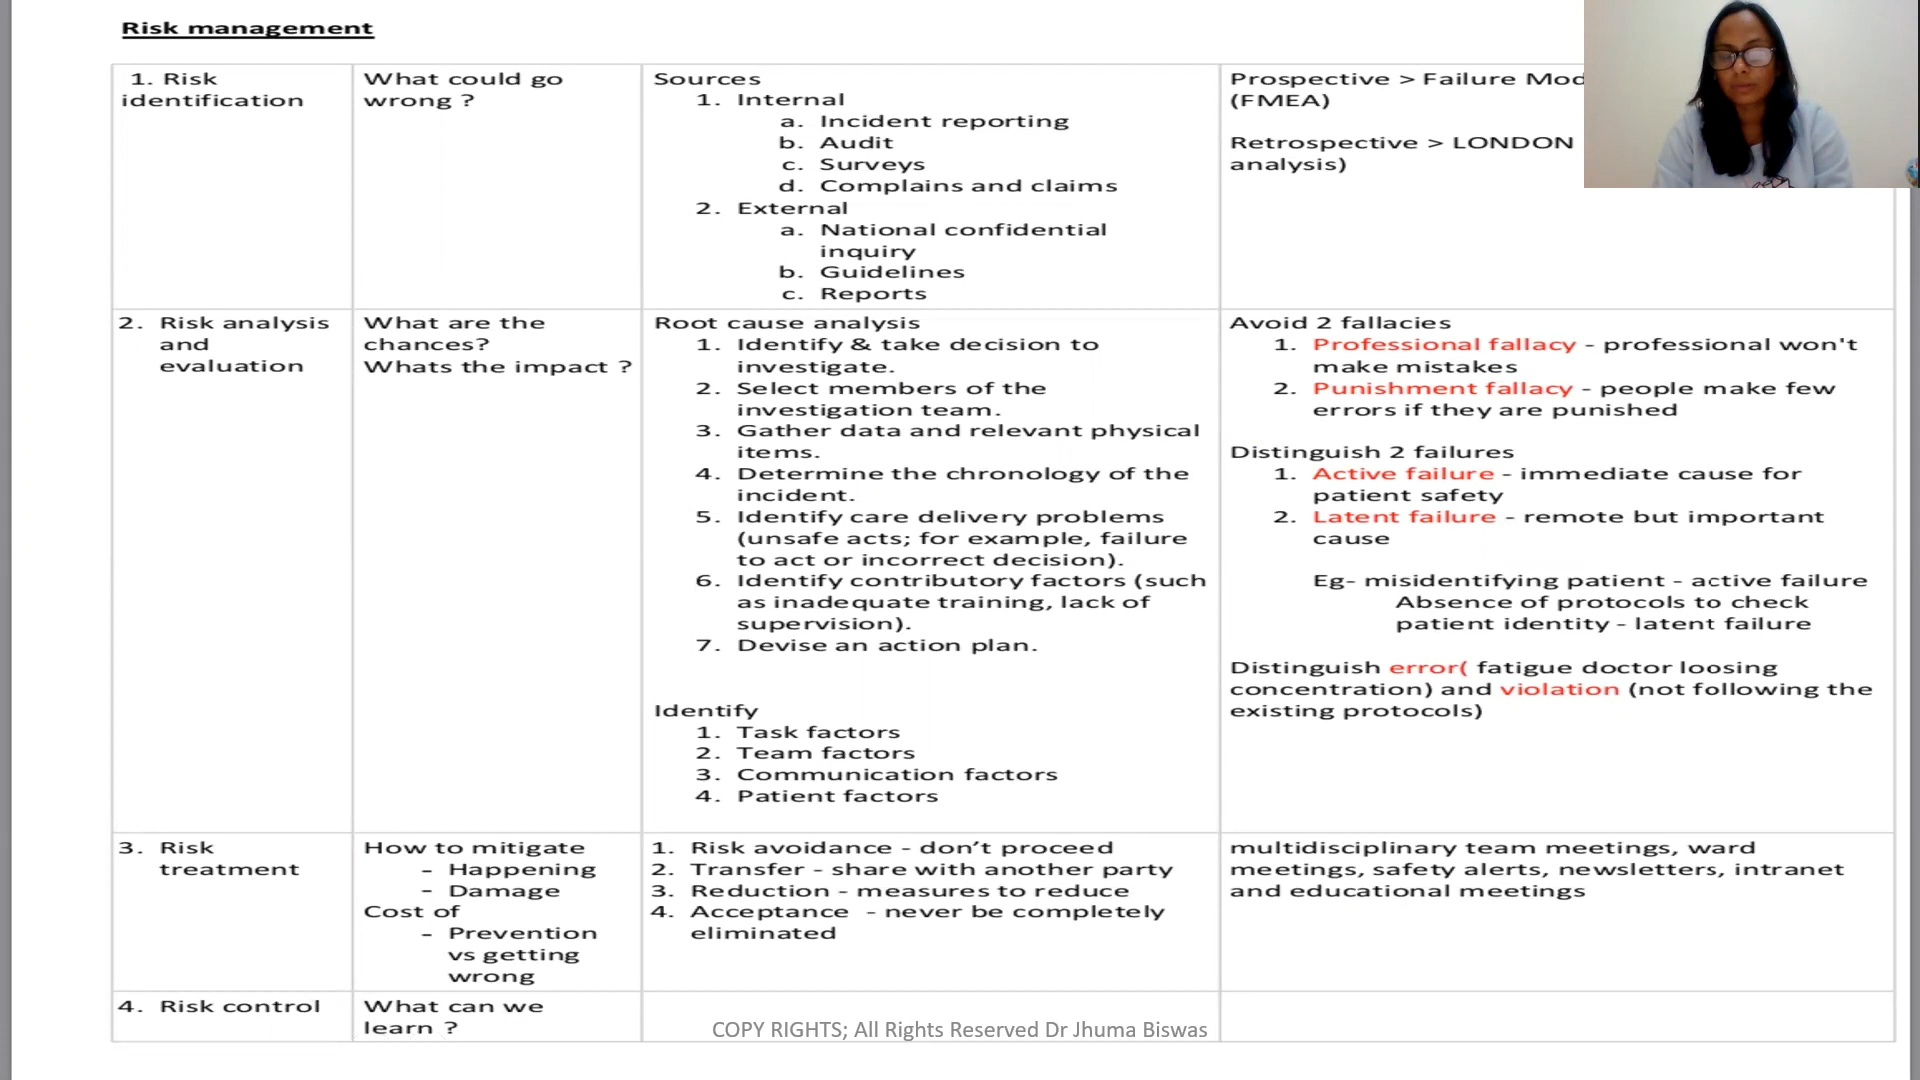 Risk management
1. Risk
identification
What could go
wrong ?
Sources
1. Internal
a. Incident reporting
b. Audit
c. Surveys
d. Complains and claims
2. External
a. National confidential
inquiry
b. Guidelines
c. Reports
Prospective > Failure
(FMEA)
Retrospective > LONDON
analysis)
2. Risk analysis
and
evaluation
What are the
chances?
Whats the impact ?
Root cause analysis
1. Identify & take decision to
investigate.
2. Select members of the
investigation team.
3. Gather data and relevant physical
items.
4. Determine the chronology of the
incident.
5. Identify care delivery problems
(unsafe acts; for example, failure
to act or incorrect decision).
6. Identify contributory factors (such
as inadequate training, lack of
supervision).
7. Devise an action plan.
Identify
1. Task factors
2. Team factors
3. Communication factors
4. Patient factors
Avoid 2 fallacies
1. Professional fallacy - professional won't
make mistakes
2. Punishment fallacy - people make few
errors if they are punished
Distinguish 2 failures
1. Active failure - immediate cause for
patient safety
2. Latent failure - remote but important
cause
Eg- misidentifying patient - active failure
Absence of protocols to check
patient identity - latent failure
Distinguish error( fatigue doctor loosing
concentration) and violation (not following the
existing protocols)
3. Risk
treatment
How to mitigate
- Happening
- Damage
Cost of
- Prevention
vs getting
wrong
1. Risk avoidance - don’t proceed
2. Transfer - share with another party
3. Reduction - measures to reduce
4. Acceptance - never be completely
eliminated
multidisciplinary team meetings, ward
meetings, safety alerts, newsletters, intranet
and educational meetings
4. Risk control
What can we
learn ?
COPY RIGHTS; All Rights Reserved Dr Jhuma Biswas